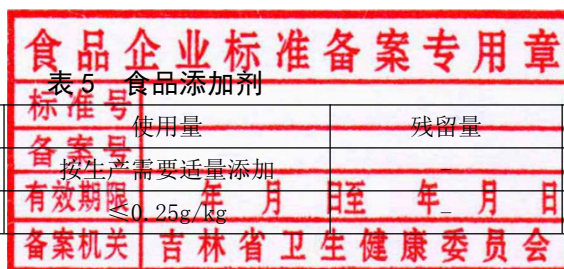 食品企业标准备案专用章
表 5 食品添加剂
标准号
使用量 残留量
备案号
按生产需要适量添加 –
有效期限 年 月 日至 年 月 日
≤0.25g/kg –
备案机关 吉林省卫生健康委员会